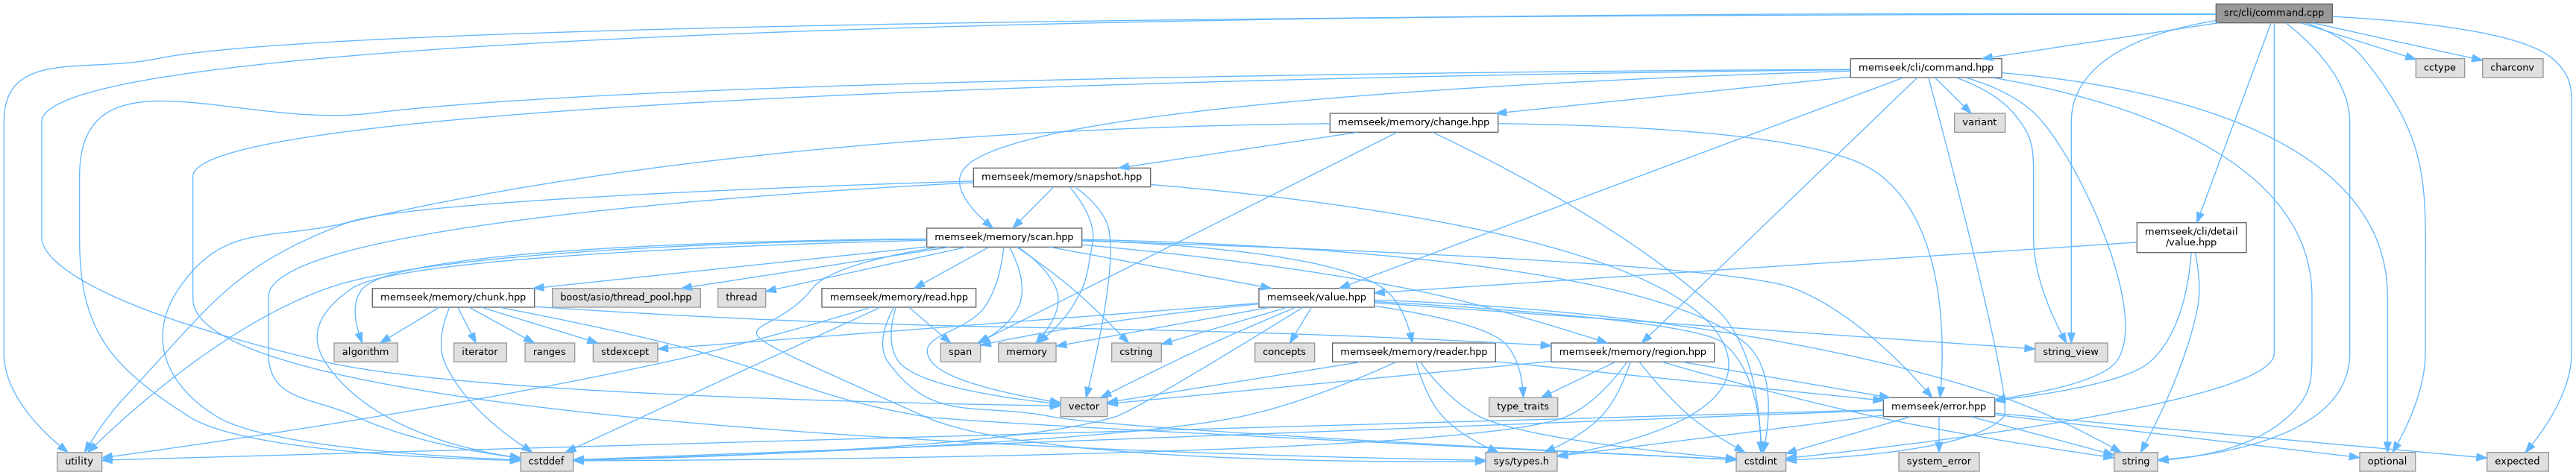 src/cli/command.cpp
memseek/cli/command.hpp
cctype
charconv
memseek/memory/change.hpp
variant
memseek/memory/snapshot.hpp
memseek/memory/scan.hpp
memseek/cli/detail
/value.hpp
memseek/memory/chunk.hpp
boost/asio/thread_pool.hpp
thread
memseek/memory/read.hpp
memseek/value.hpp
algorithm
iterator
ranges
stdexcept
span
memory
cstring
concepts
memseek/memory/reader.hpp
memseek/memory/region.hpp
string_view
vector
type_traits
memseek/error.hpp
utility
cstddef
sys/types.h
cstdint
system_error
string
optional
expected